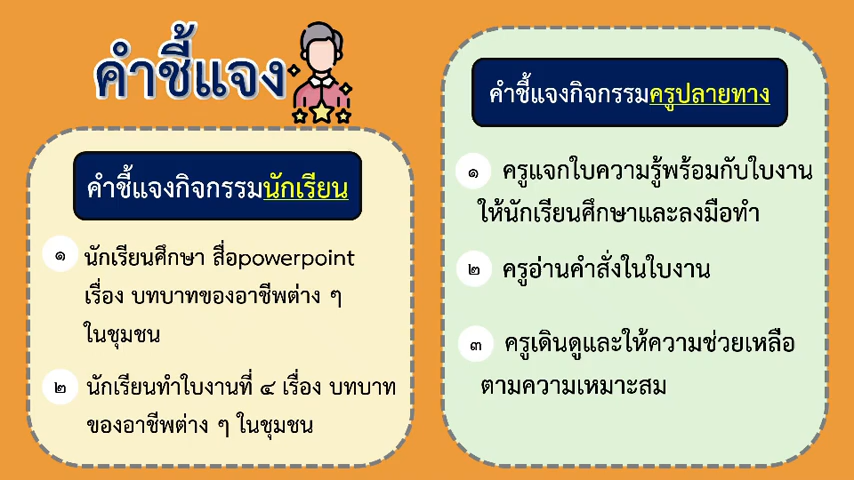 คำชี้แจง
คำชี้แจงกิจกรรมนักเรียน
๑ นักเรียนศึกษา สื่อpowerpoint
เรื่อง บทบาทของอาชีพต่าง ๆ
ในชุมชน
๒ นักเรียนทำใบงานที่ ๔ เรื่อง บทบาท
ของอาชีพต่าง ๆ ในชุมชน
คำชี้แจงกิจกรรมครูปลายทาง
๑ ครูแจกใบความรู้พร้อมกับใบงาน
ให้นักเรียนศึกษาและลงมือทำ
๒ ครูอ่านคำสั่งในใบงาน
๓ ครูเดินดูและให้ความช่วยเหลือ
ตามความเหมาะสม